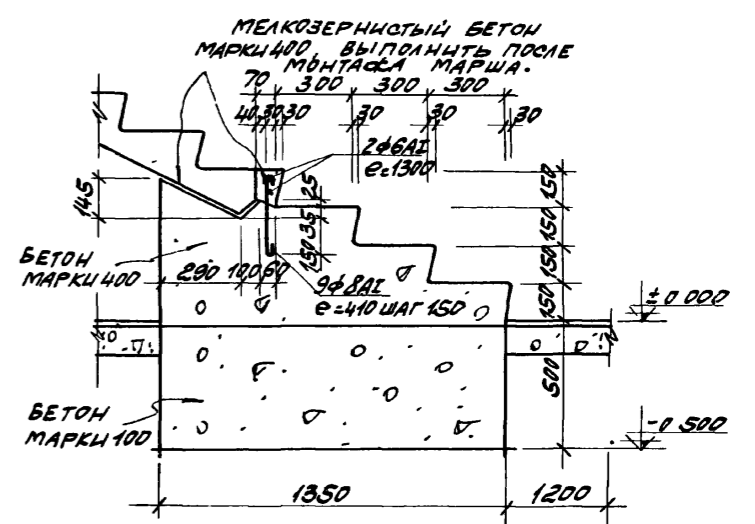 МЕЛКОЗЕРНИСТЫЙ БЕТОН
МАРКИ 400, ВЫПОЛНИТЬ ПОСЛЕ
МОНТАЖА МАРША.
70 300 300 300
40 30 30 30 30 30
2ф6АI
е=1300
145
25
35
150
150
150
150
150
БЕТОН
МАРКИ 400
290 100 60
9ф8АI
е=410 ШАГ 150
±0 000
500
БЕТОН
МАРКИ 100
-0 500
1350 1200